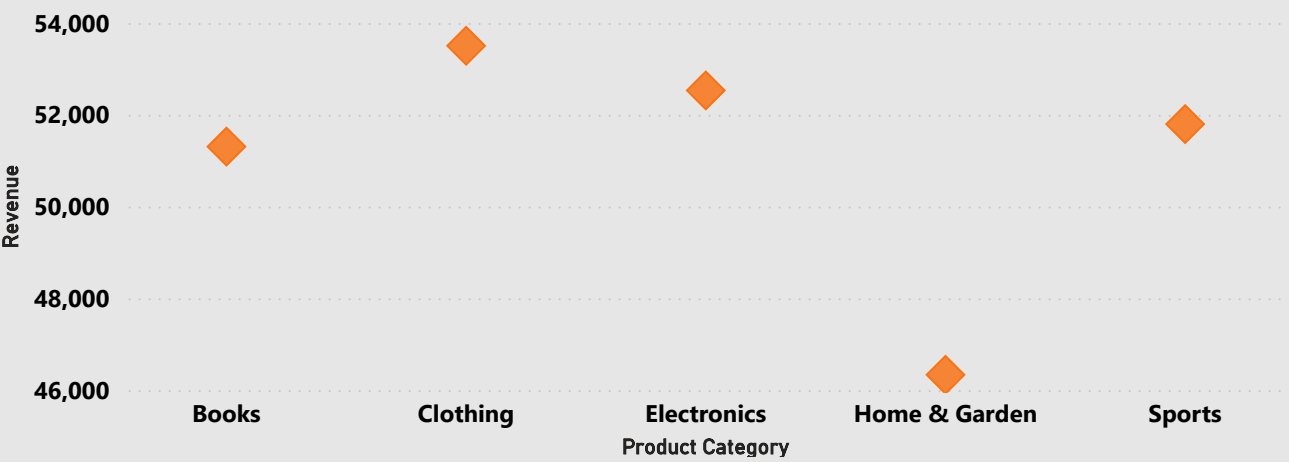 54,000
52,000
50,000
48,000
46,000
Revenue
Books Clothing Electronics Home & Garden Sports
Product Category